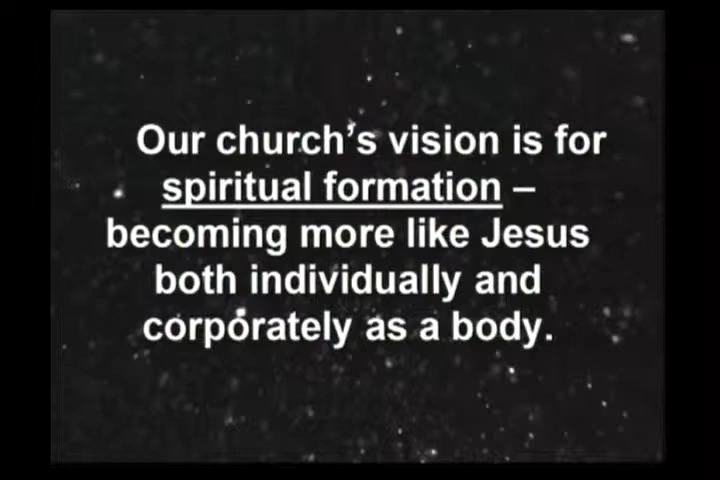 Our church's vision is for
spiritual formation –
becoming more like Jesus
both individually and
corporately as a body.